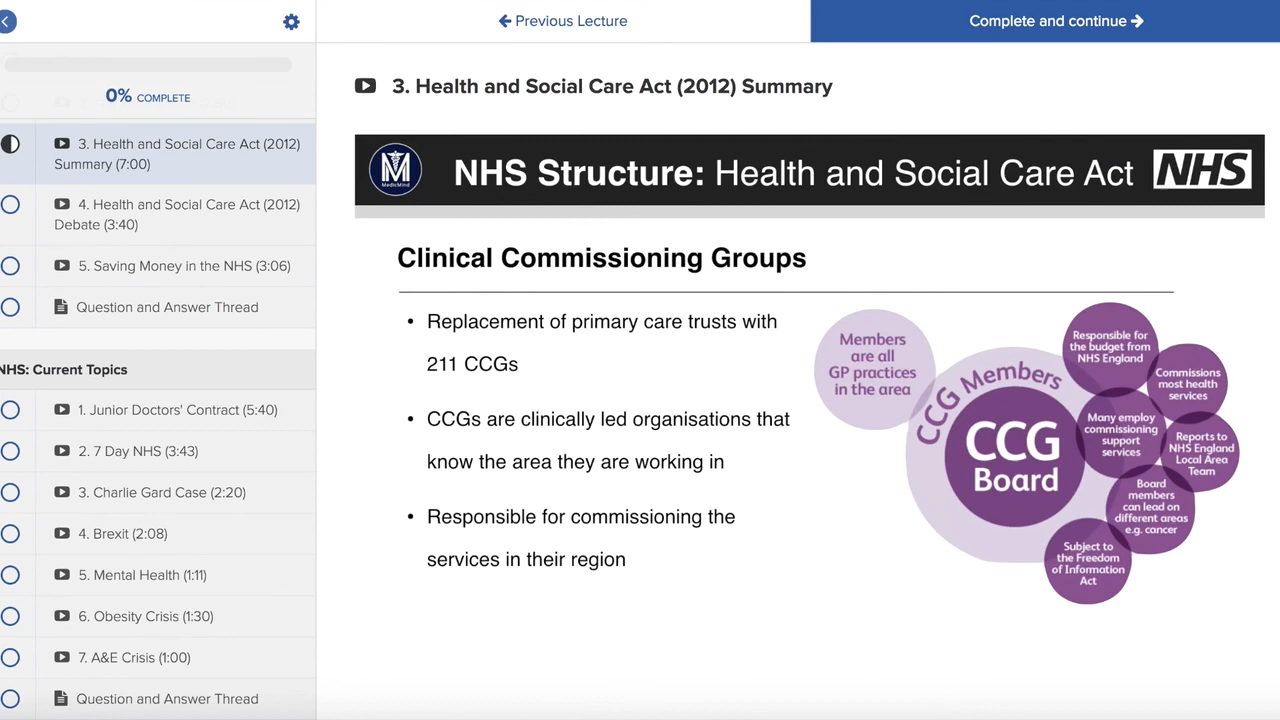 Previous Lecture
Complete and continue
0% COMPLETE
3. Health and Social Care Act (2012)
Summary (7:00)
4. Health and Social Care Act (2012)
Debate (3:40)
5. Saving Money in the NHS (3:06)
Question and Answer Thread
NHS: Current Topics
1. Junior Doctors' Contract (5:40)
2. 7 Day NHS (3:43)
3. Charlie Gard Case (2:20)
4. Brexit (2:08)
5. Mental Health (1:11)
6. Obesity Crisis (1:30)
7. A&E Crisis (1:00)
Question and Answer Thread
3. Health and Social Care Act (2012) Summary
M
MedicMind
NHS Structure: Health and Social Care Act
NHS
Clinical Commissioning Groups
• Replacement of primary care trusts with
211 CCGs
• CCGs are clinically led organisations that
know the area they are working in
• Responsible for commissioning the
services in their region
Members
are all
GP practices
in the area
CCG Members
CCG
Board
Responsible for
the budget from
NHS England
Commissions
most health
services
Many employ
commissioning
support
services
Reports to
NHS England
Local Area
Team
Board
members
can lead on
different areas
e.g. cancer
Subject to
the Freedom
of Information
Act